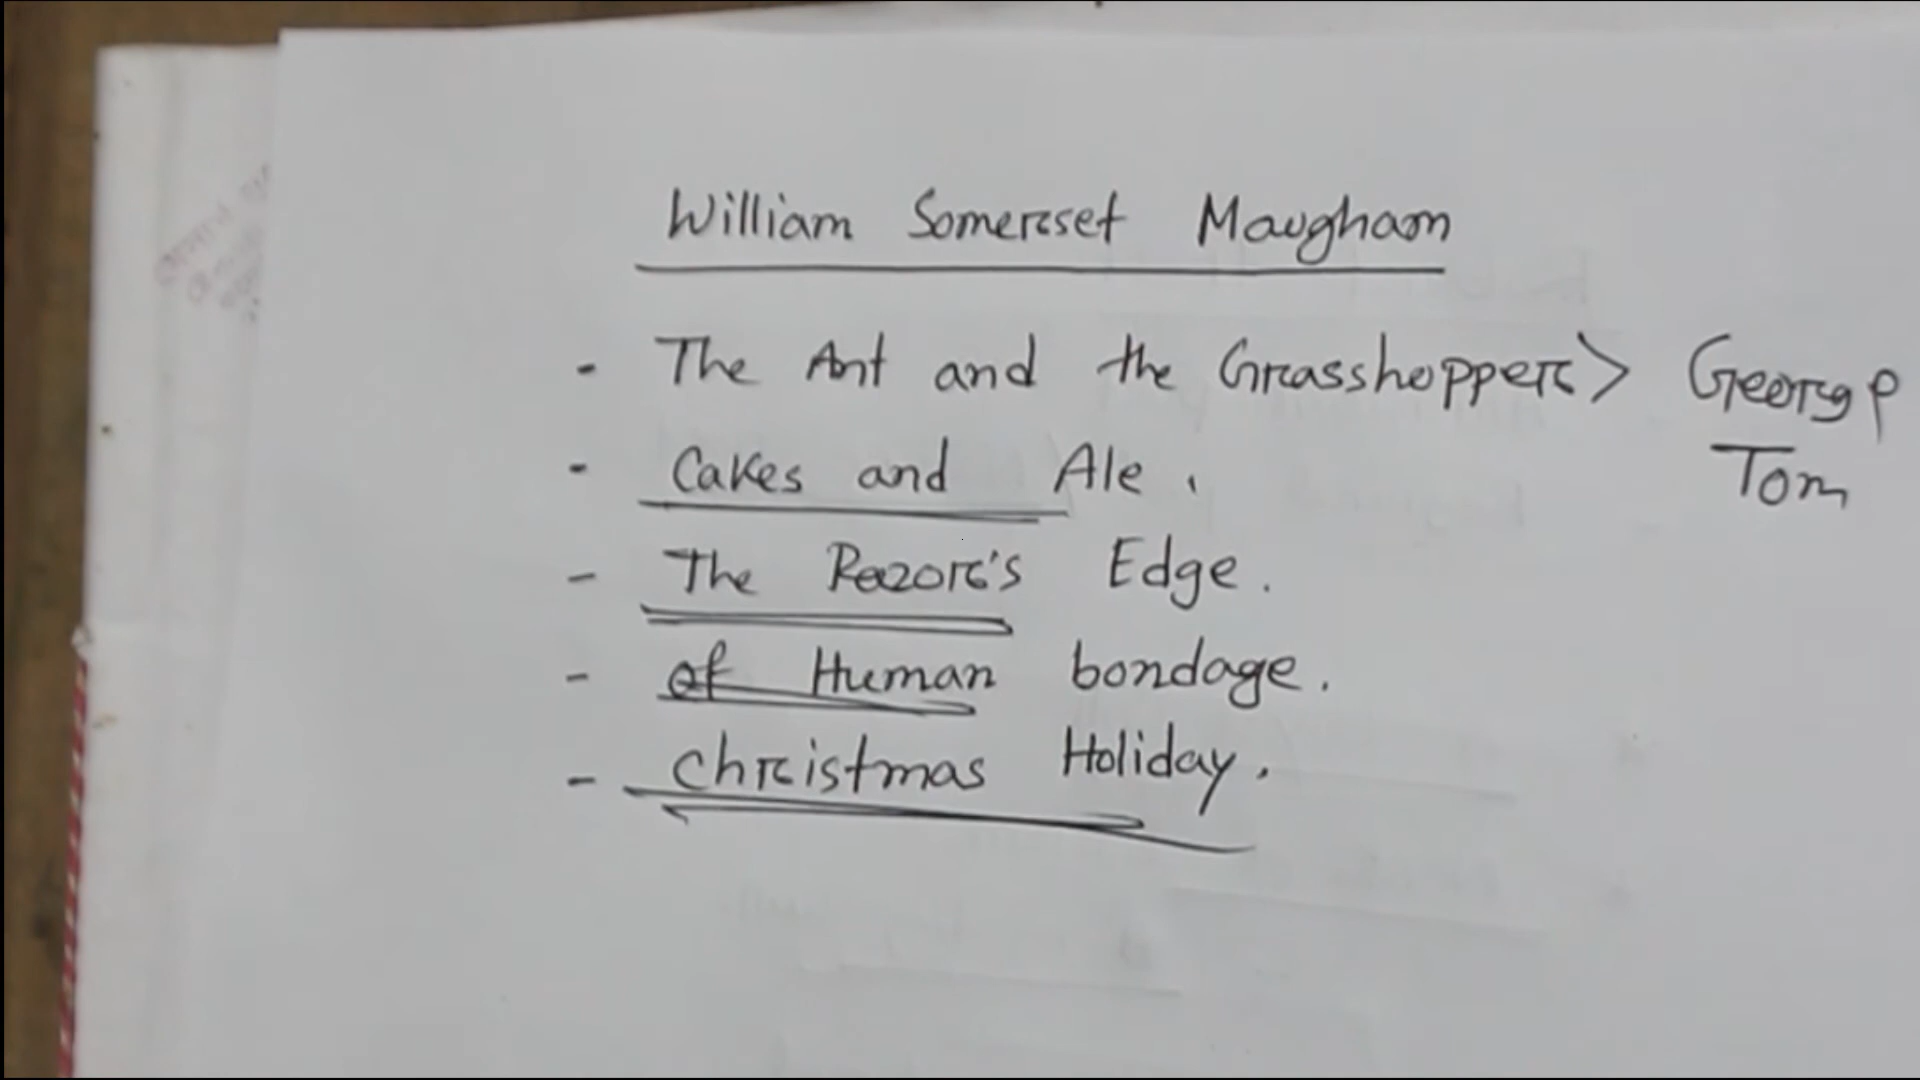 William Somerset Maugham
- The Ant and the Grasshopper > George
Tom
- Cakes and Ale.
- The Razor's Edge.
- of Human bondage.
- Christmas Holiday.